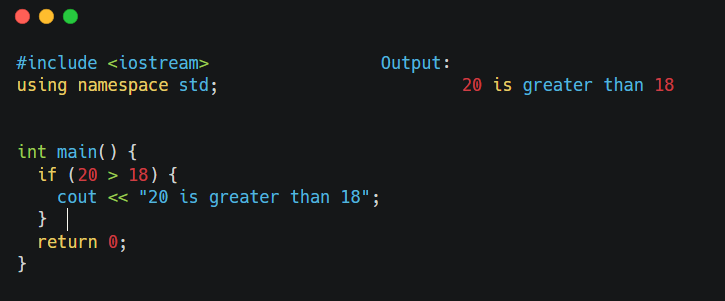 #include <iostream>
using namespace std;
int main() {
if (20 > 18) {
cout << "20 is greater than 18";
}
return 0;
}
Output:
20 is greater than 18